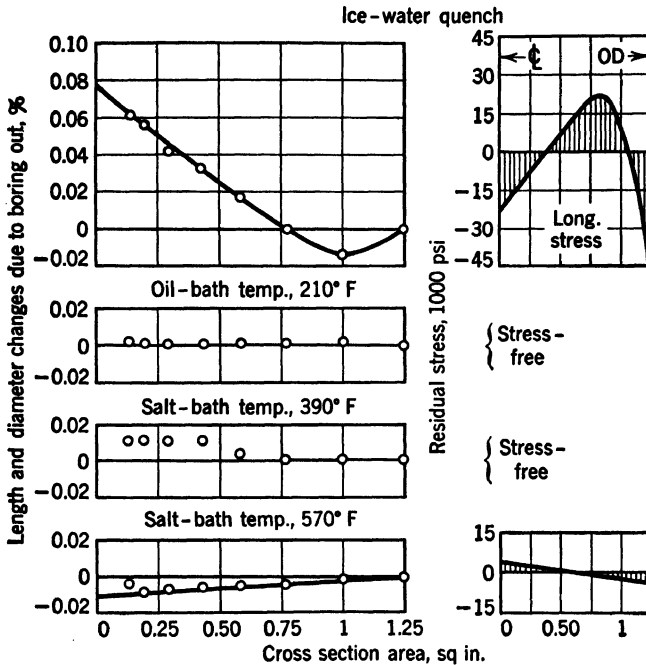 Ice-water quench
Length and diameter changes due to boring out, %
0.10
0.08
0.06
0.04
0.02
0
-0.02
Residual stress, 1000 psi
45
30
15
0
-15
-30
-45
℄
OD
Long.
stress
Oil-bath temp., 210° F
0.02
0
-0.02
Stress-
free
Salt-bath temp., 390° F
0.02
0
-0.02
Stress-
free
Salt-bath temp., 570° F
0.02
0
-0.02
0 0.25 0.50 0.75 1 1.25
Cross section area, sq in.
15
0
-15
0 0.50 1